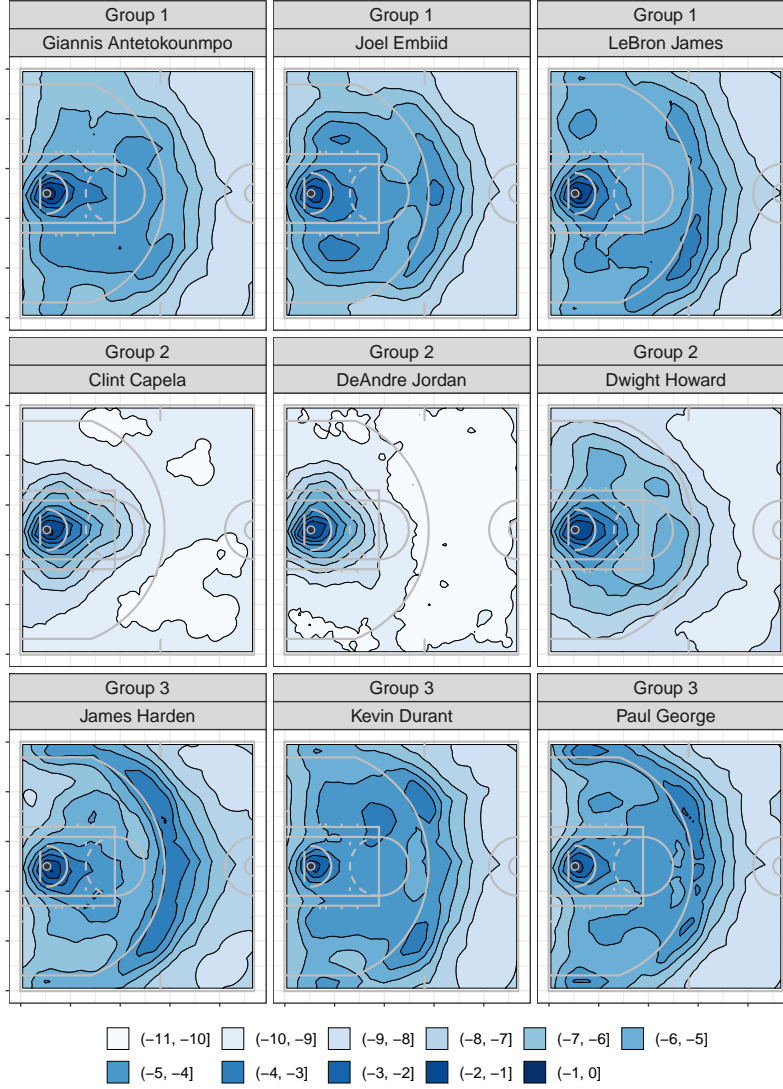 Group 1 Group 1 Group 1
Giannis Antetokounmpo Joel Embiid LeBron James
Group 2 Group 2 Group 2
Clint Capela DeAndre Jordan Dwight Howard
Group 3 Group 3 Group 3
James Harden Kevin Durant Paul George
(−11, −10] (−10, −9] (−9, −8] (−8, −7] (−7, −6] (−6, −5]
(−5, −4] (−4, −3] (−3, −2] (−2, −1] (−1, 0]